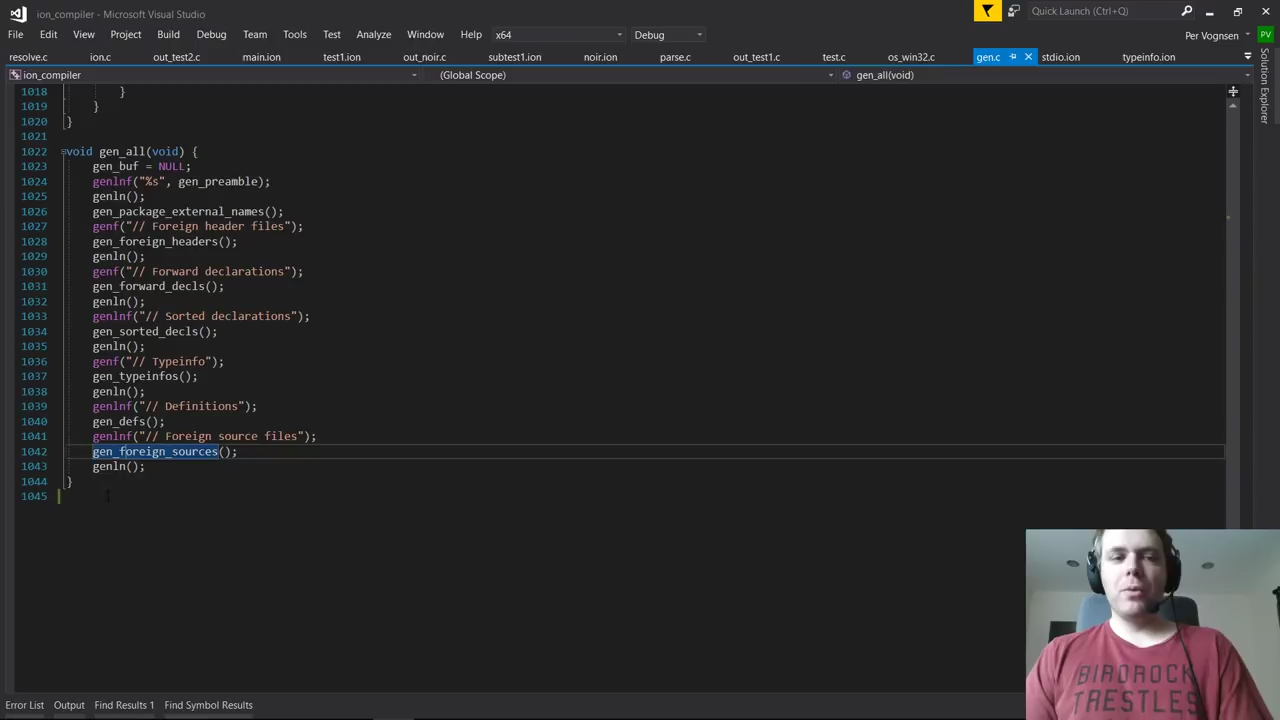 ion_compiler - Microsoft Visual Studio
Quick Launch (Ctrl+Q)
File Edit View Project Build Debug Team Tools Test Analyze Window Help x64 Debug
Per Vognsen PV
resolve.c ion.c out_test2.c main.ion test1.ion out_noir.c subtest1.ion noir.ion parse.c out_test1.c test.c os_win32.c gen.c stdio.ion typeinfo.ion
ion_compiler (Global Scope) gen_all(void)
Solution Explorer
1018 }
1019 }
1020 }
1021
1022 void gen_all(void) {
1023 gen_buf = NULL;
1024 genlnf("%s", gen_preamble);
1025 genln();
1026 gen_package_external_names();
1027 genf("// Foreign header files");
1028 gen_foreign_headers();
1029 genln();
1030 genf("// Forward declarations");
1031 gen_forward_decls();
1032 genln();
1033 genlnf("// Sorted declarations");
1034 gen_sorted_decls();
1035 genln();
1036 genf("// Typeinfo");
1037 gen_typeinfos();
1038 genln();
1039 genlnf("// Definitions");
1040 gen_defs();
1041 genlnf("// Foreign source files");
1042 gen_foreign_sources();
1043 genln();
1044 }
1045
BIRDROCK
TRESTLES
Error List Output Find Results 1 Find Symbol Results